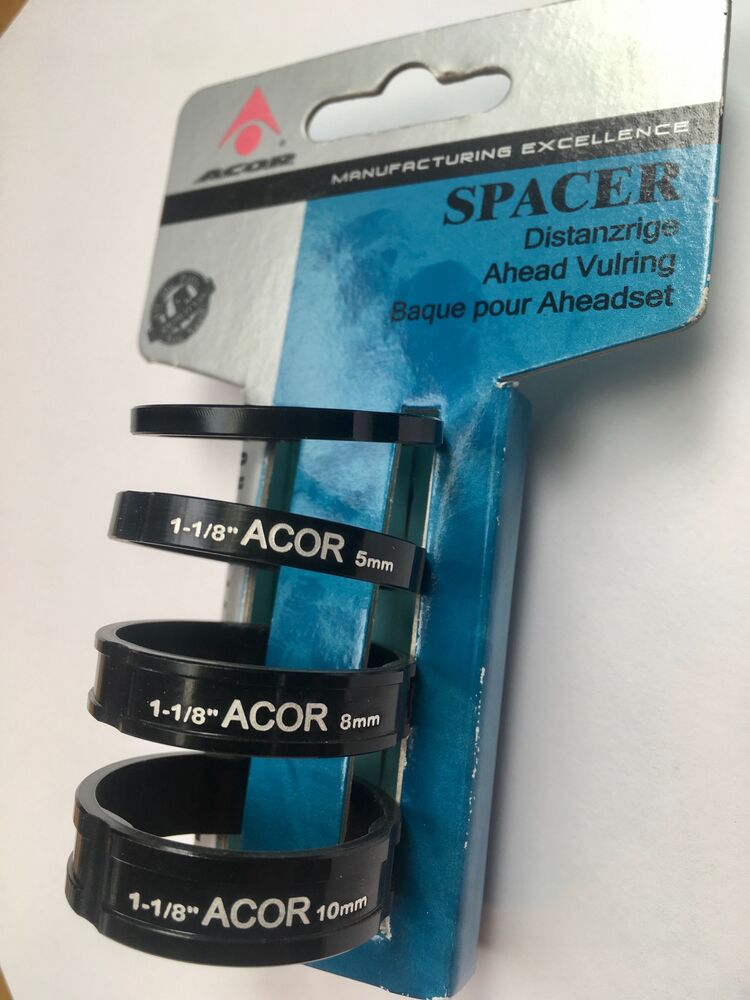 ACOR
MANUFACTURING EXCELLENCE
SPACER
Distanzrige
Ahead Vulring
Baque pour Aheadset
1-1/8" ACOR 5mm
1-1/8" ACOR 8mm
1-1/8" ACOR 10mm